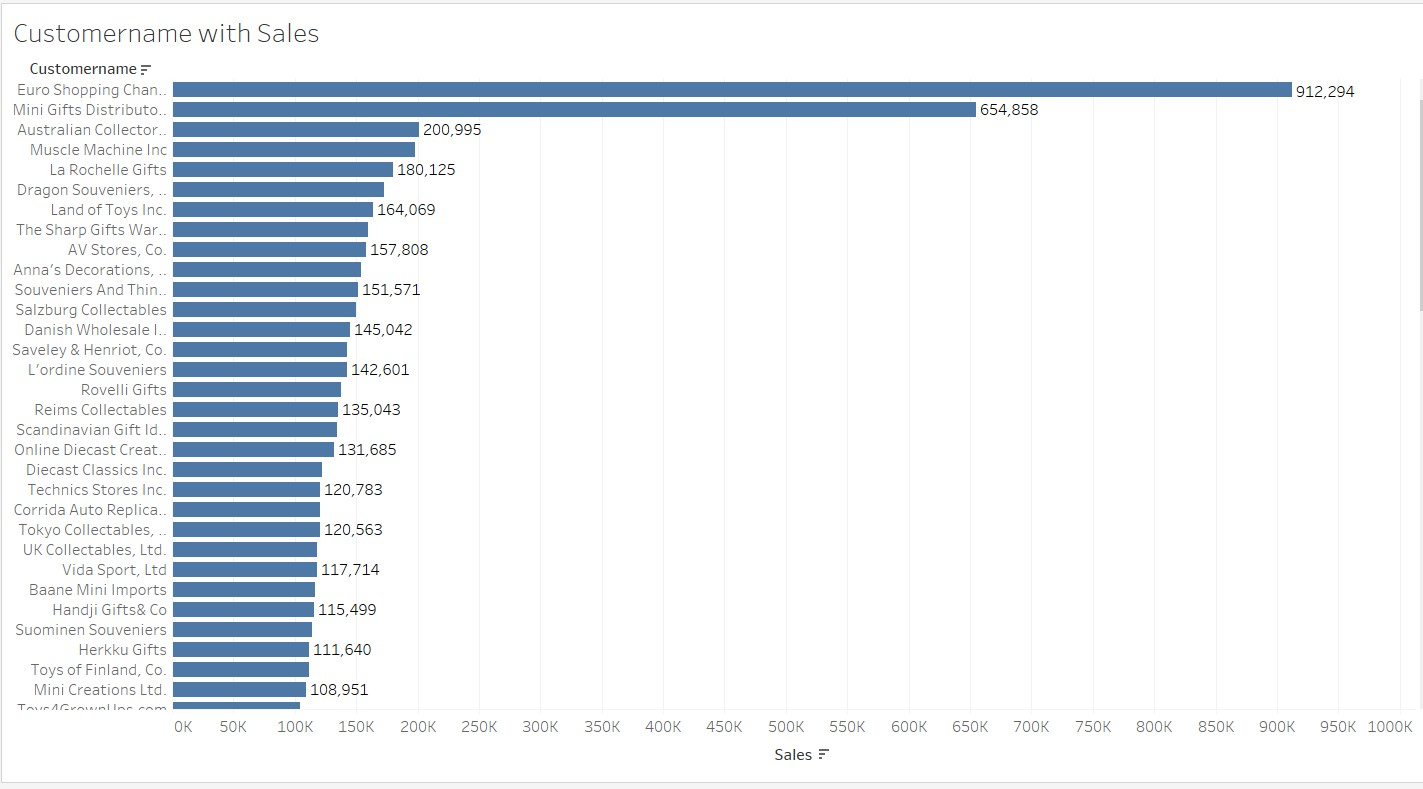 Customername with Sales
Customername
Euro Shopping Chan.. 912,294
Mini Gifts Distributo.. 654,858
Australian Collector.. 200,995
Muscle Machine Inc
La Rochelle Gifts 180,125
Dragon Souveniers, ..
Land of Toys Inc. 164,069
The Sharp Gifts War..
AV Stores, Co. 157,808
Anna's Decorations, ..
Souveniers And Thin.. 151,571
Salzburg Collectables
Danish Wholesale I.. 145,042
Saveley & Henriot, Co.
L'ordine Souveniers 142,601
Rovelli Gifts
Reims Collectables 135,043
Scandinavian Gift Id..
Online Diecast Creat.. 131,685
Diecast Classics Inc.
Technics Stores Inc. 120,783
Corrida Auto Replica..
Tokyo Collectables, .. 120,563
UK Collectables, Ltd.
Vida Sport, Ltd 117,714
Baane Mini Imports
Handji Gifts& Co 115,499
Suominen Souveniers
Herkku Gifts 111,640
Toys of Finland, Co.
Mini Creations Ltd. 108,951
Toys4GrownUps.com
0K 50K 100K 150K 200K 250K 300K 350K 400K 450K 500K 550K 600K 650K 700K 750K 800K 850K 900K 950K 1000K
Sales